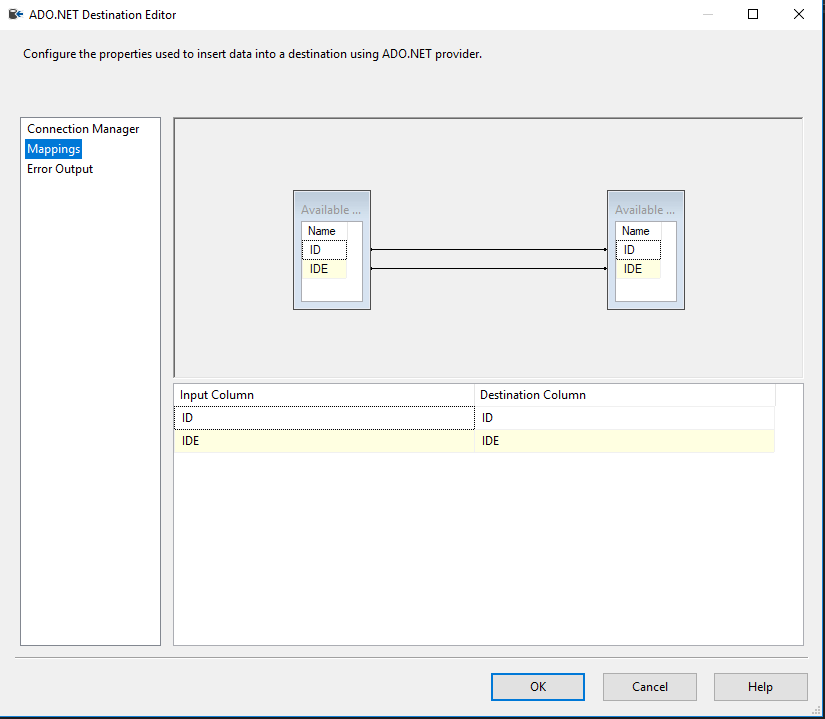 ADO.NET Destination Editor
Configure the properties used to insert data into a destination using ADO.NET provider.
Connection Manager
Mappings
Error Output
Available ...
Name
ID
IDE
Available ...
Name
ID
IDE
Input Column Destination Column
ID ID
IDE IDE
OK Cancel Help